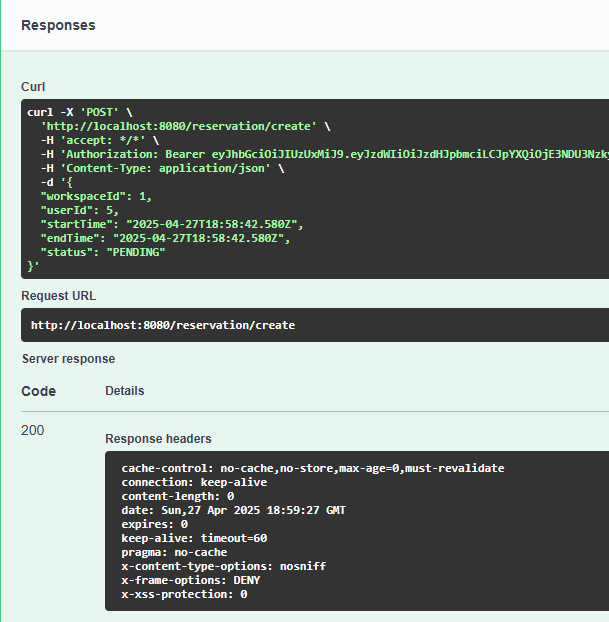 Responses
Curl
curl -X 'POST' \
'http://localhost:8080/reservation/create' \
-H 'accept: */*' \
-H 'Authorization: Bearer eyJhbGciOiJIUzUxMiJ9.eyJzdWIiOiJzdHJpbmciLCJpYXQiOjE3NDU3Nzky
-H 'Content-Type: application/json' \
-d '{
"workspaceId": 1,
"userId": 5,
"startTime": "2025-04-27T18:58:42.580Z",
"endTime": "2025-04-27T18:58:42.580Z",
"status": "PENDING"
}'
Request URL
http://localhost:8080/reservation/create
Server response
Code Details
200
Response headers
cache-control: no-cache,no-store,max-age=0,must-revalidate
connection: keep-alive
content-length: 0
date: Sun,27 Apr 2025 18:59:27 GMT
expires: 0
keep-alive: timeout=60
pragma: no-cache
x-content-type-options: nosniff
x-frame-options: DENY
x-xss-protection: 0